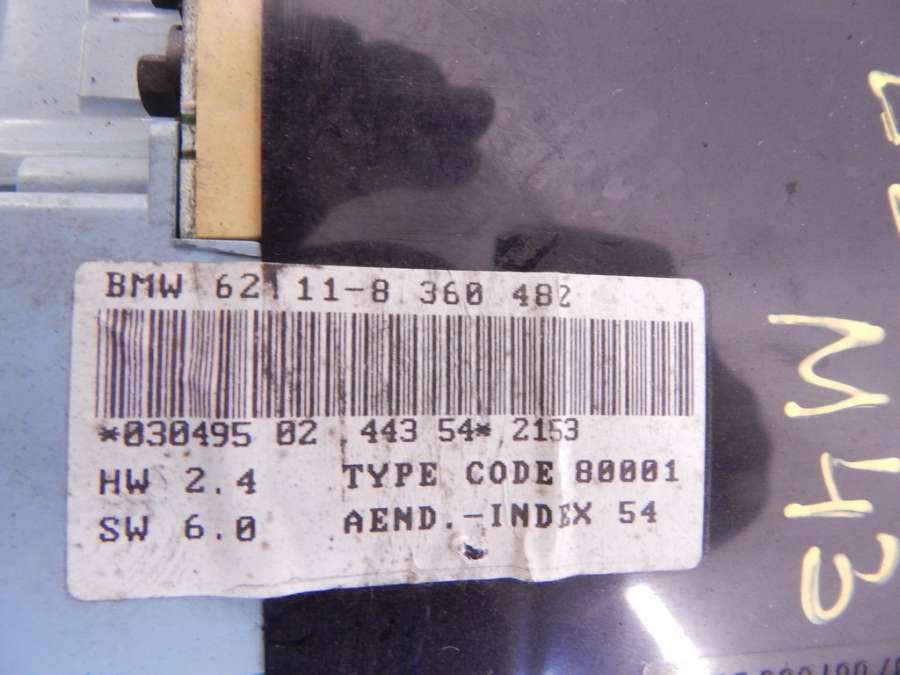 BMW 62 11-8 360 482
*030495 02 443 54* 2153
HW 2.4 TYPE CODE 80001
SW 6.0 AEND.-INDEX 54
M43